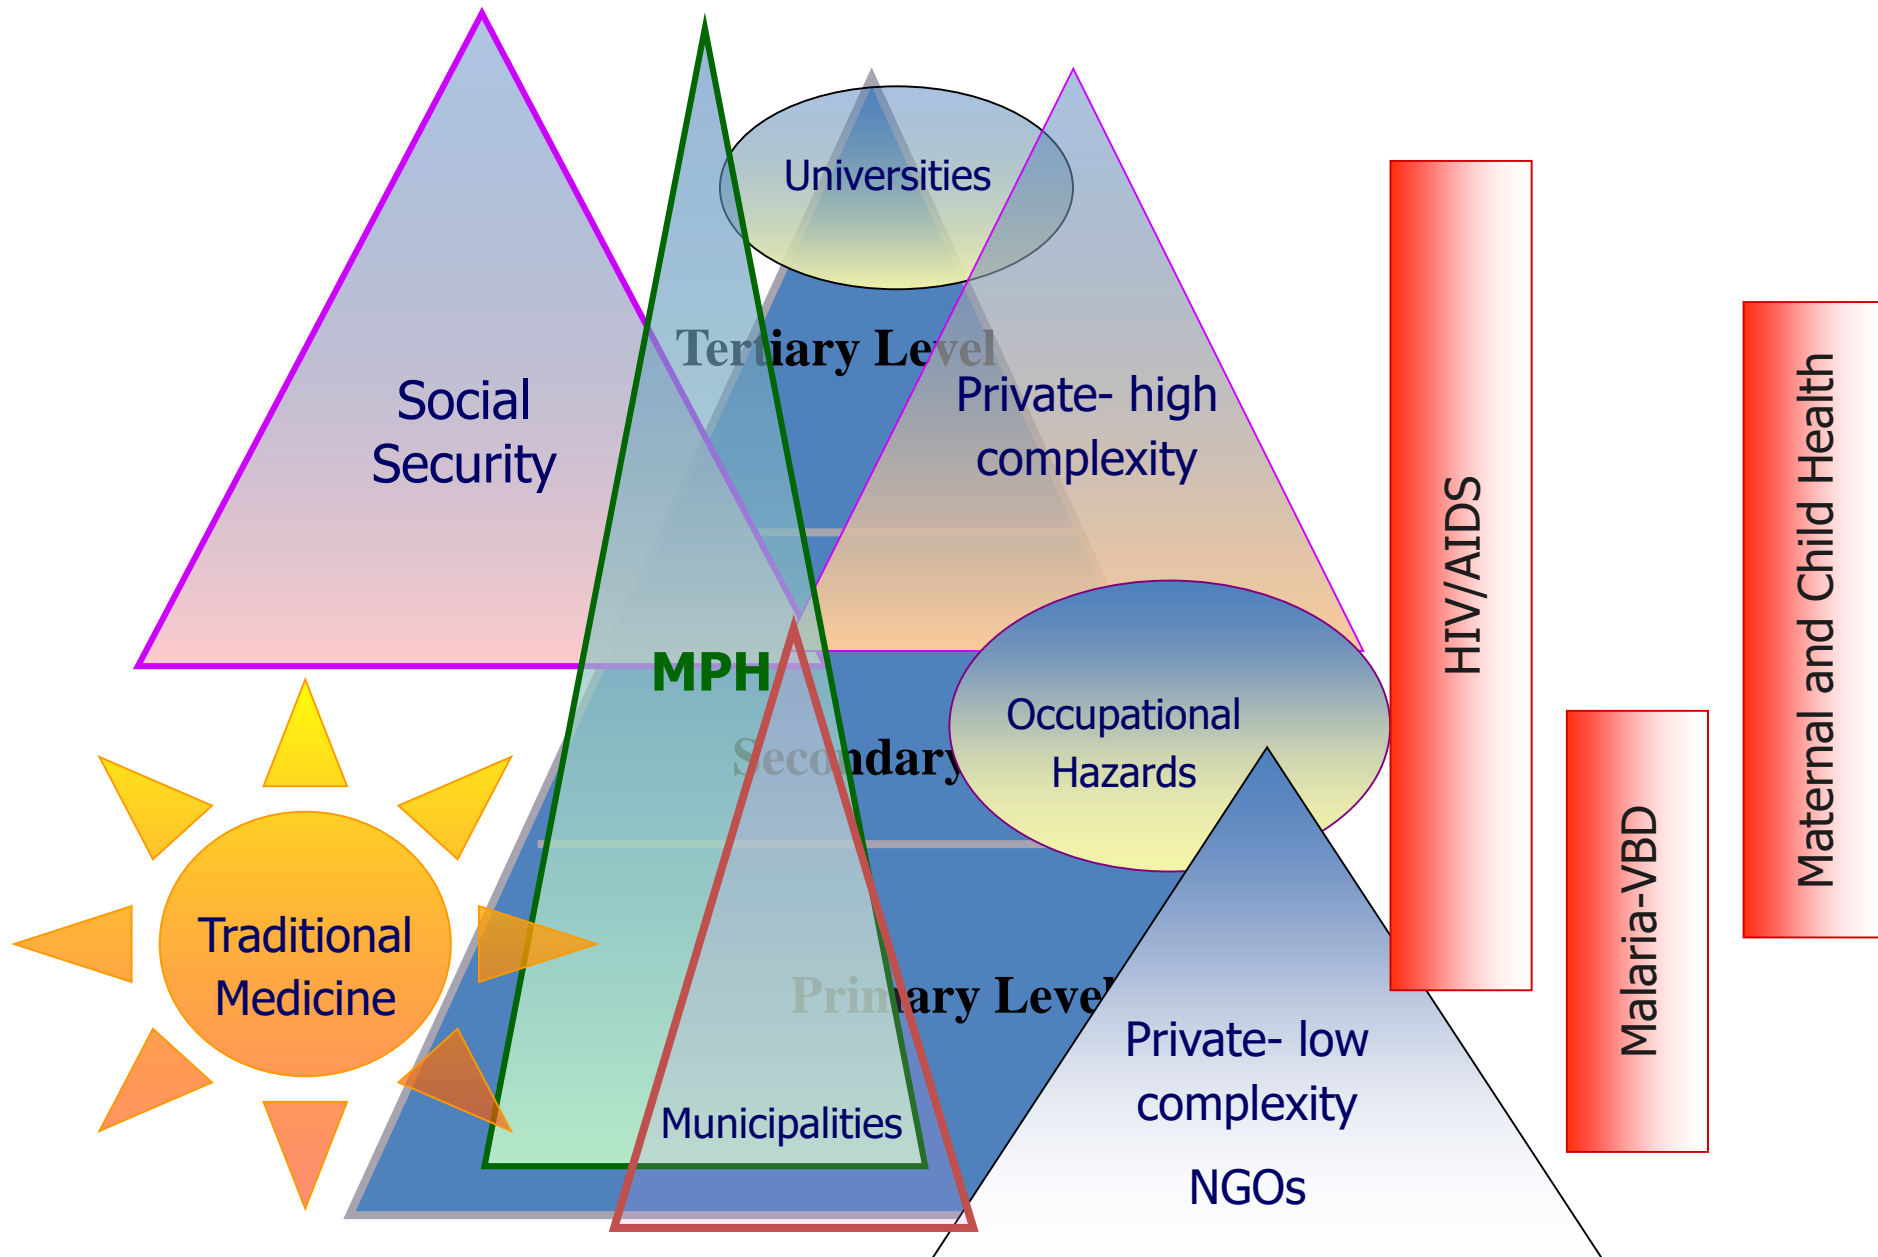 Universities
Tertiary Level
Social
Security
Private- high
complexity
HIV/AIDS
Maternal and Child Health
MPH
Occupational
Hazards
Secondary
Malaria-VBD
Traditional
Medicine
Primary Level
Private- low
complexity
Municipalities
NGOs